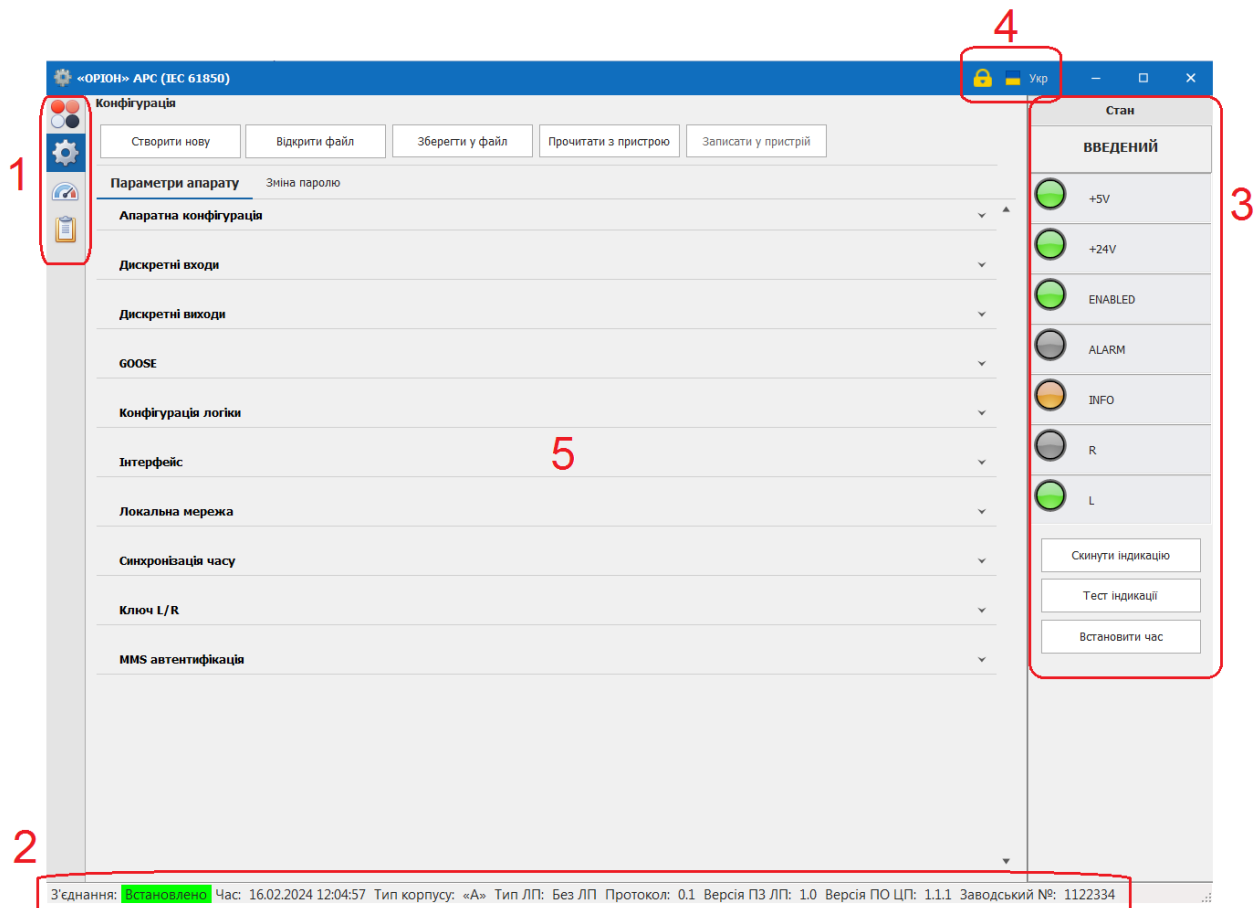 4
«ОРІОН» АРС (IEC 61850)
Укр
1
Конфігурація
Створити нову
Відкрити файл
Зберегти у файл
Прочитати з пристрою
Записати у пристрій
Параметри апарату
Зміна паролю
Апаратна конфігурація
Дискретні входи
Дискретні виходи
GOOSE
Конфігурація логіки
5
Інтерфейс
Локальна мережа
Синхронізація часу
Ключ L/R
MMS автентифікація
Стан
ВВЕДЕНИЙ
3
+5V
+24V
ENABLED
ALARM
INFO
R
L
Скинути індикацію
Тест індикації
Встановити час
2
З'єднання: Встановлено Час: 16.02.2024 12:04:57 Тип корпусу: «А» Тип ЛП: Без ЛП Протокол: 0.1 Версія ПЗ ЛП: 1.0 Версія ПО ЦП: 1.1.1 Заводський №: 1122334